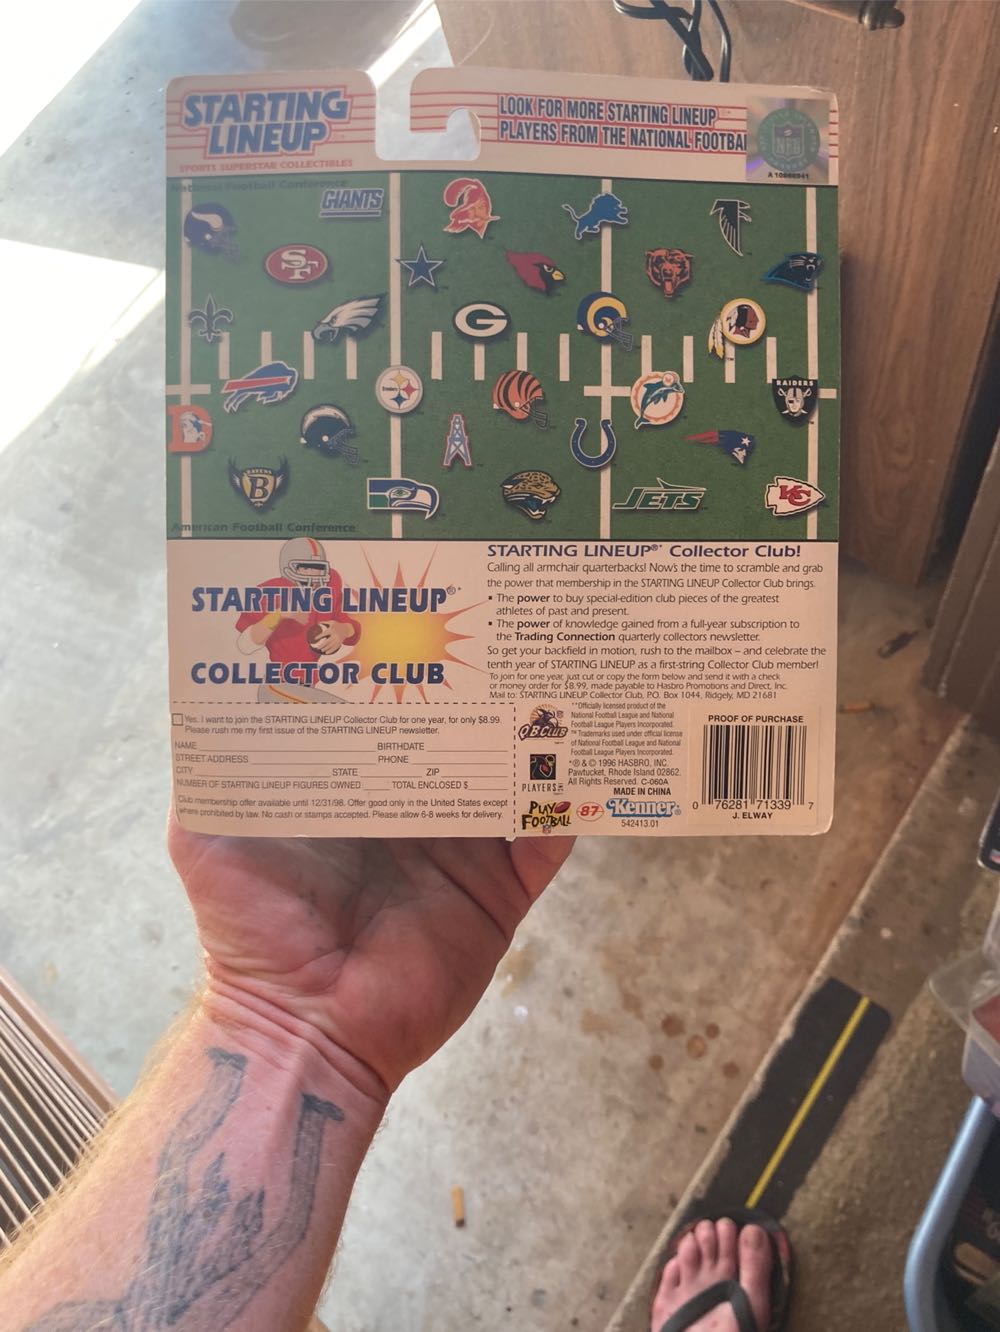 STARTING
LINEUP
SPORTS SUPERSTAR COLLECTIBLES
LOOK FOR MORE STARTING LINEUP
PLAYERS FROM THE NATIONAL FOOTBA
NFL
National Football Conference
GIANTS
SF
G
Steelers
RAIDERS
D
RAVENS
B
JETS
KC
American Football Conference
STARTING LINEUP®*
COLLECTOR CLUB
STARTING LINEUP®* Collector Club!
Calling all armchair quarterbacks! Now's the time to scramble and grab
the power that membership in the STARTING LINEUP Collector Club brings.
▪ The power to buy special-edition club pieces of the greatest
athletes of past and present.
▪ The power of knowledge gained from a full-year subscription to
the Trading Connection quarterly collectors newsletter.
So get your backfield in motion, rush to the mailbox – and celebrate the
tenth year of STARTING LINEUP as a first-string Collector Club member!
To join for one year, just cut or copy the form below and send it with a check
or money order for $8.99, made payable to Hasbro Promotions and Direct, Inc.
Mail to: STARTING LINEUP Collector Club, P.O. Box 1044, Ridgely, MD 21681
Yes. I want to join the STARTING LINEUP Collector Club for one year, for only $8.99.
Please rush me my first issue of the STARTING LINEUP newsletter.
NAME BIRTHDATE
STREET ADDRESS PHONE
CITY STATE ZIP
NUMBER OF STARTING LINEUP FIGURES OWNED TOTAL ENCLOSED $
Club membership offer available until 12/31/98. Offer good only in the United States except
where prohibited by law. No cash or stamps accepted. Please allow 6-8 weeks for delivery.
QB CLUB
PLAYERS
PLAY
FOOTBALL
**Officially licensed product of the
National Football League and National
Football League Players Incorporated.
™ Trademarks used under official license
of National Football League and National
Football League Players Incorporated.
*® & © 1996 HASBRO, INC.
Pawtucket, Rhode Island 02862.
All Rights Reserved. C-060A
MADE IN CHINA
87
Kenner®
542413.01
PROOF OF PURCHASE
0 76281 71339 7
J. ELWAY